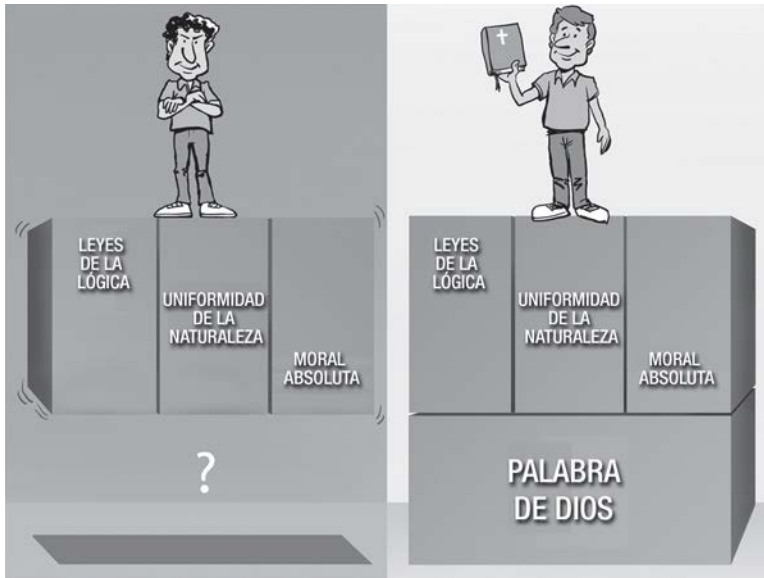 LEYES
DE LA
LÓGICA
UNIFORMIDAD
DE LA
NATURALEZA
MORAL
ABSOLUTA
?
LEYES
DE LA
LÓGICA
UNIFORMIDAD
DE LA
NATURALEZA
MORAL
ABSOLUTA
PALABRA
DE DIOS